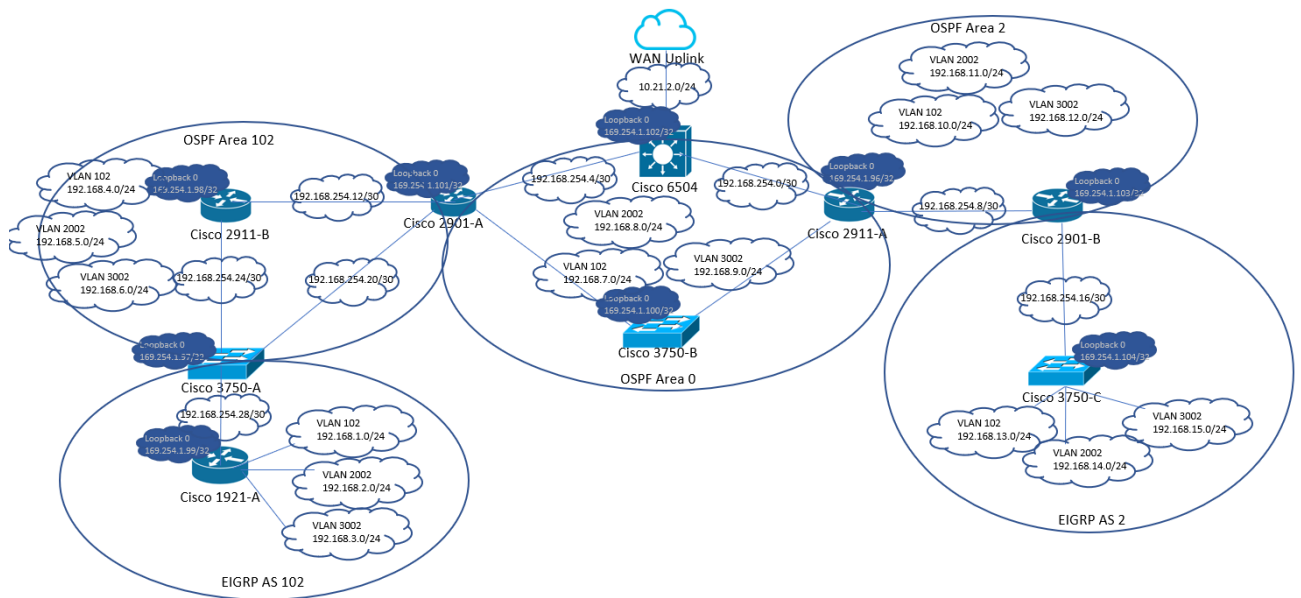 OSPF Area 2
WAN Uplink
10.21.2.0/24
VLAN 2002
192.168.11.0/24
VLAN 102
192.168.10.0/24
VLAN 3002
192.168.12.0/24
Loopback 0
169.254.1.102/32
Cisco 6504
OSPF Area 102
VLAN 102
192.168.4.0/24
Loopback 0
169.254.1.98/32
Cisco 2911-B
192.168.254.12/30
Loopback 0
169.254.1.101/32
Cisco 2901-A
192.168.254.4/30
192.168.254.0/30
Loopback 0
169.254.1.96/32
Cisco 2911-A
192.168.254.8/30
Loopback 0
169.254.1.103/32
Cisco 2901-B
VLAN 2002
192.168.5.0/24
VLAN 3002
192.168.6.0/24
192.168.254.24/30
192.168.254.20/30
VLAN 2002
192.168.8.0/24
VLAN 102
192.168.7.0/24
VLAN 3002
192.168.9.0/24
Loopback 0
169.254.1.100/32
Cisco 3750-B
OSPF Area 0
192.168.254.16/30
Loopback 0
169.254.1.104/32
Cisco 3750-C
VLAN 102
192.168.13.0/24
VLAN 2002
192.168.14.0/24
VLAN 3002
192.168.15.0/24
EIGRP AS 2
Loopback 0
Cisco 3750-A
192.168.254.28/30
Loopback 0
169.254.1.99/32
Cisco 1921-A
VLAN 102
192.168.1.0/24
VLAN 2002
192.168.2.0/24
VLAN 3002
192.168.3.0/24
EIGRP AS 102